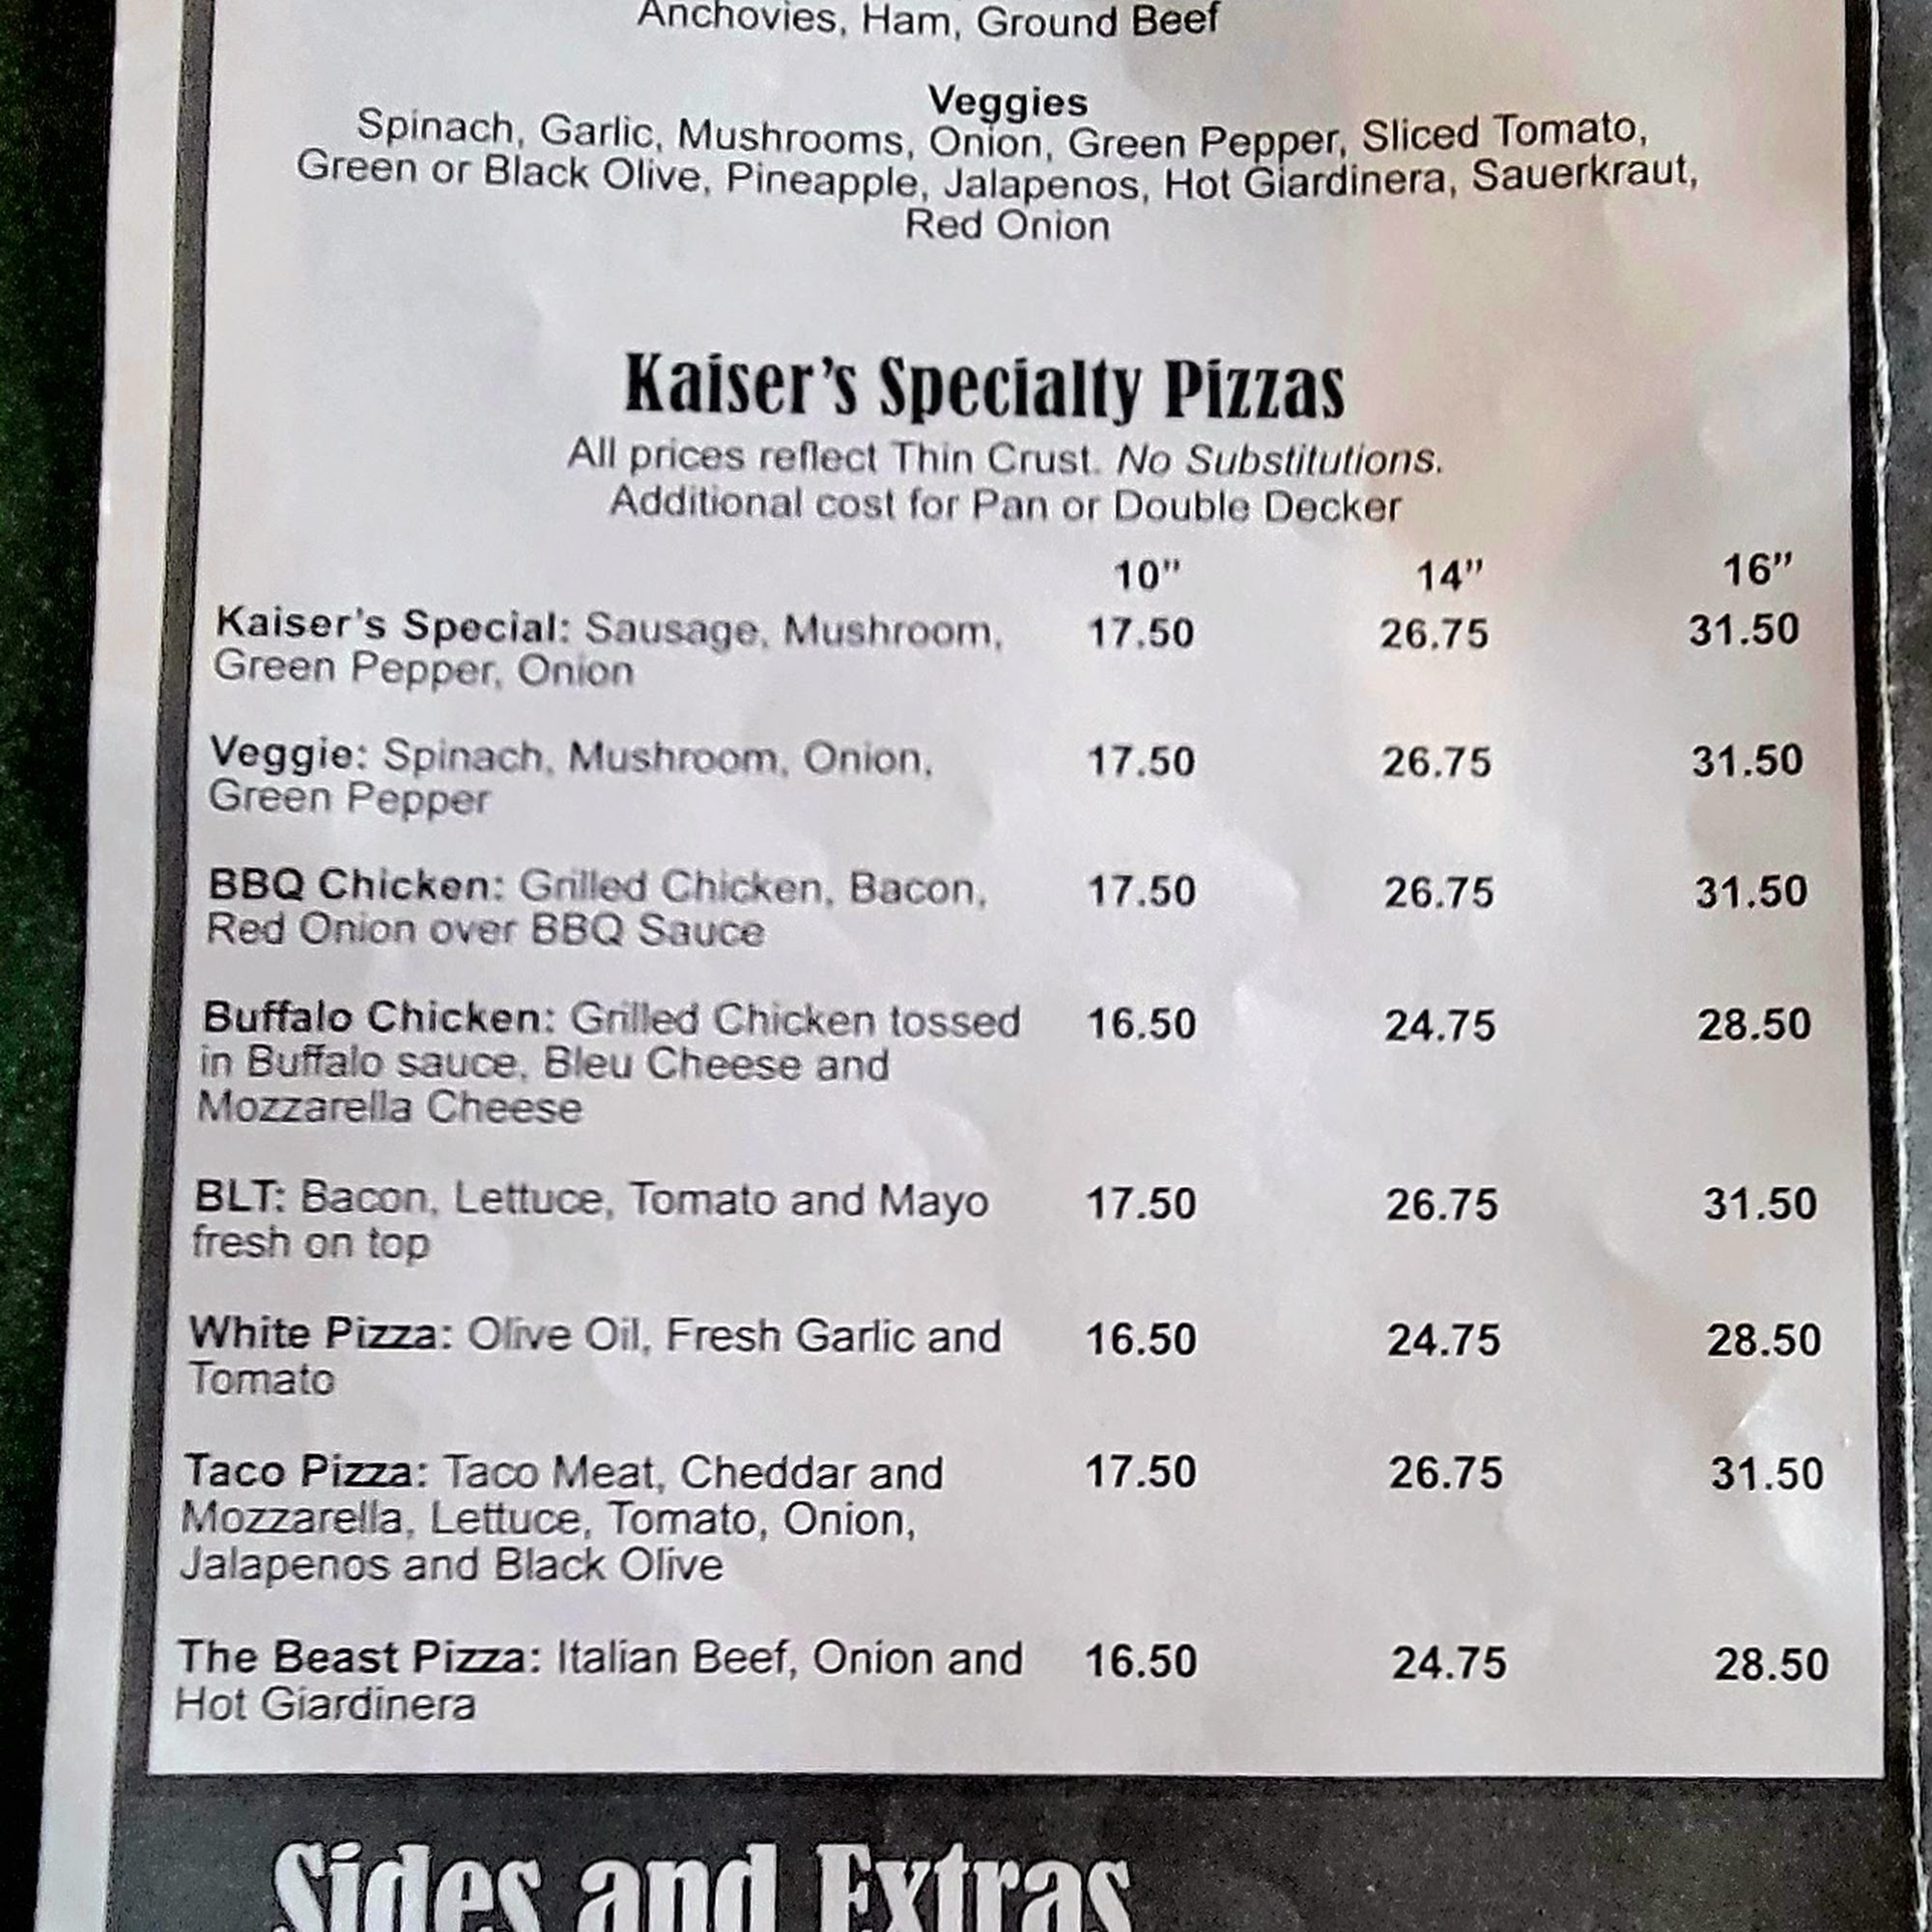 Anchovies, Ham, Ground Beef
Veggies
Spinach, Garlic, Mushrooms, Onion, Green Pepper, Sliced Tomato,
Green or Black Olive, Pineapple, Jalapenos, Hot Giardinera, Sauerkraut,
Red Onion
Kaiser's Specialty Pizzas
All prices reflect Thin Crust. No Substitutions.
Additional cost for Pan or Double Decker
10” 14” 16”
Kaiser's Special: Sausage, Mushroom, 17.50 26.75 31.50
Green Pepper, Onion
Veggie: Spinach, Mushroom, Onion, 17.50 26.75 31.50
Green Pepper
BBQ Chicken: Grilled Chicken, Bacon, 17.50 26.75 31.50
Red Onion over BBQ Sauce
Buffalo Chicken: Grilled Chicken tossed 16.50 24.75 28.50
in Buffalo sauce, Bleu Cheese and
Mozzarella Cheese
BLT: Bacon, Lettuce, Tomato and Mayo 17.50 26.75 31.50
fresh on top
White Pizza: Olive Oil, Fresh Garlic and 16.50 24.75 28.50
Tomato
Taco Pizza: Taco Meat, Cheddar and 17.50 26.75 31.50
Mozzarella, Lettuce, Tomato, Onion,
Jalapenos and Black Olive
The Beast Pizza: Italian Beef, Onion and 16.50 24.75 28.50
Hot Giardinera
Sides and Extras